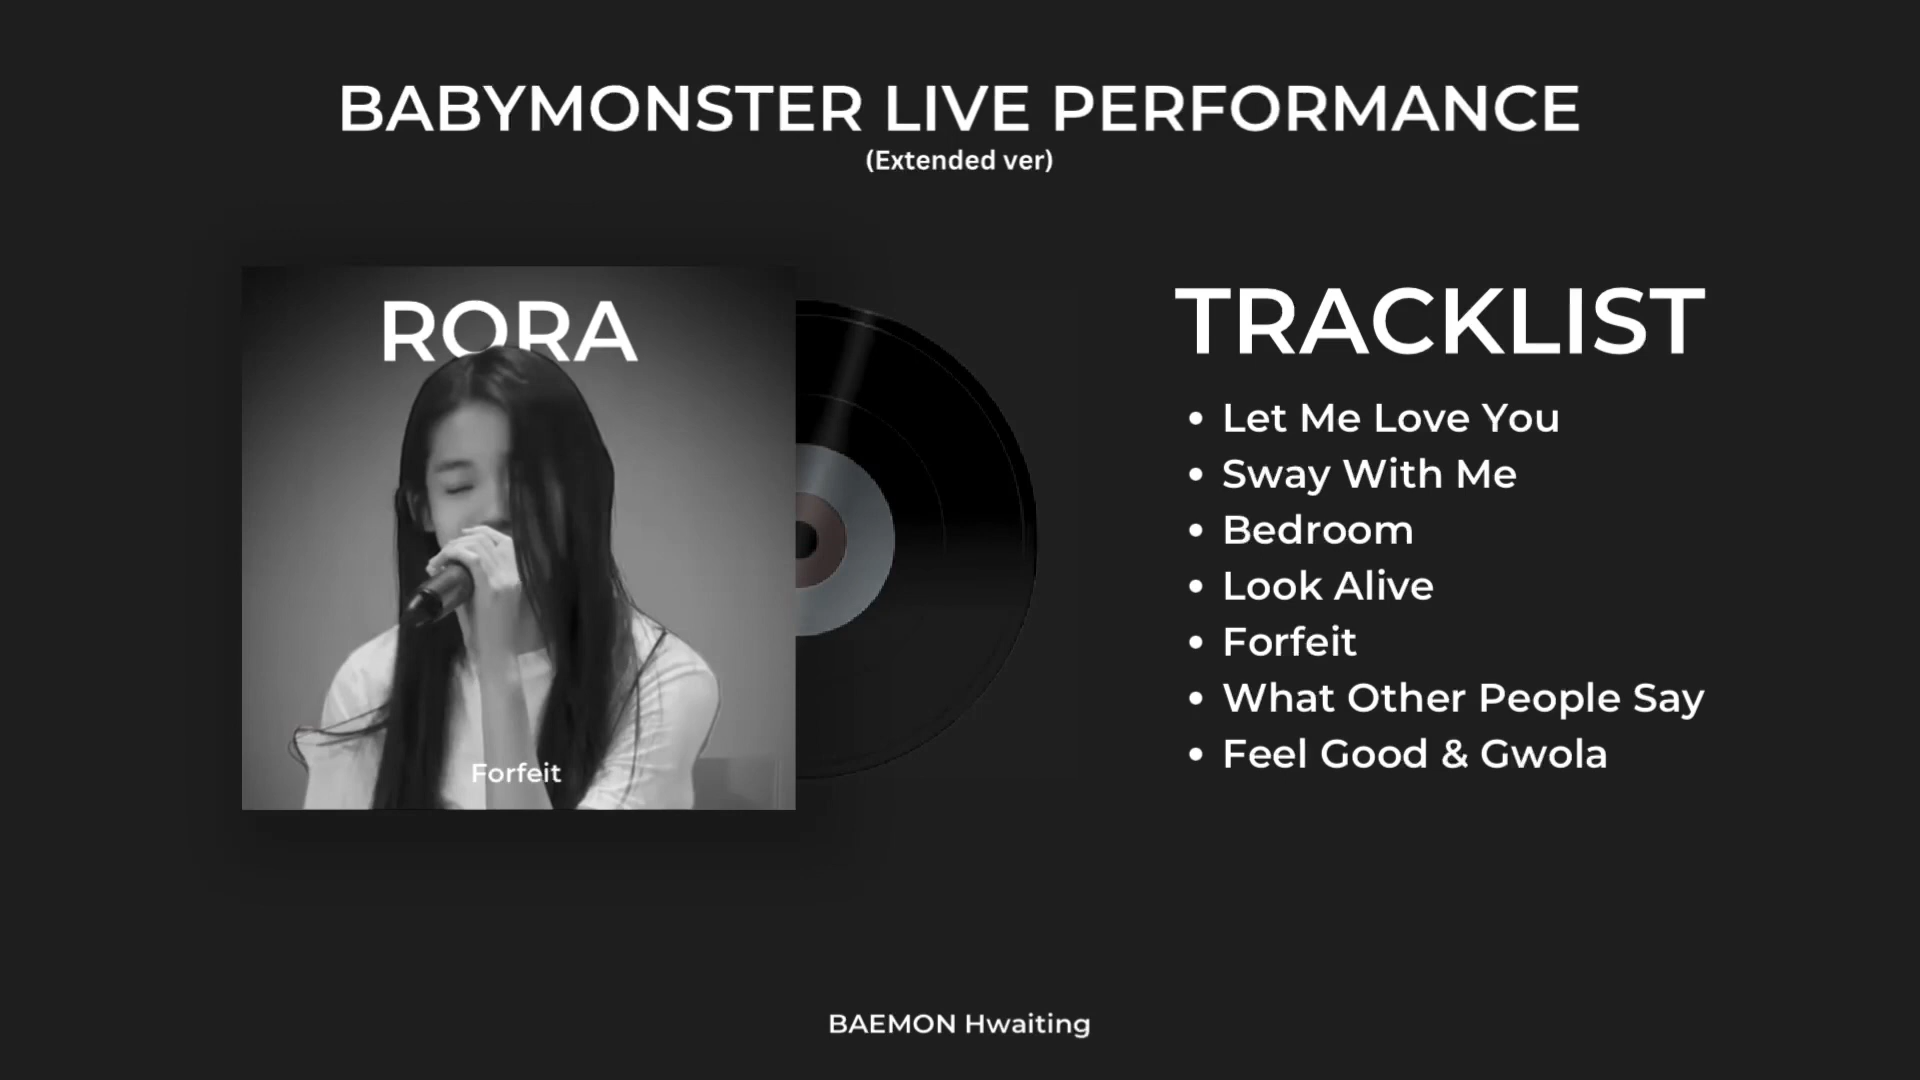 BABYMONSTER LIVE PERFORMANCE
(Extended ver)
RORA
Forfeit
TRACKLIST
• Let Me Love You
• Sway With Me
• Bedroom
• Look Alive
• Forfeit
• What Other People Say
• Feel Good & Gwola
BAEMON Hwaiting